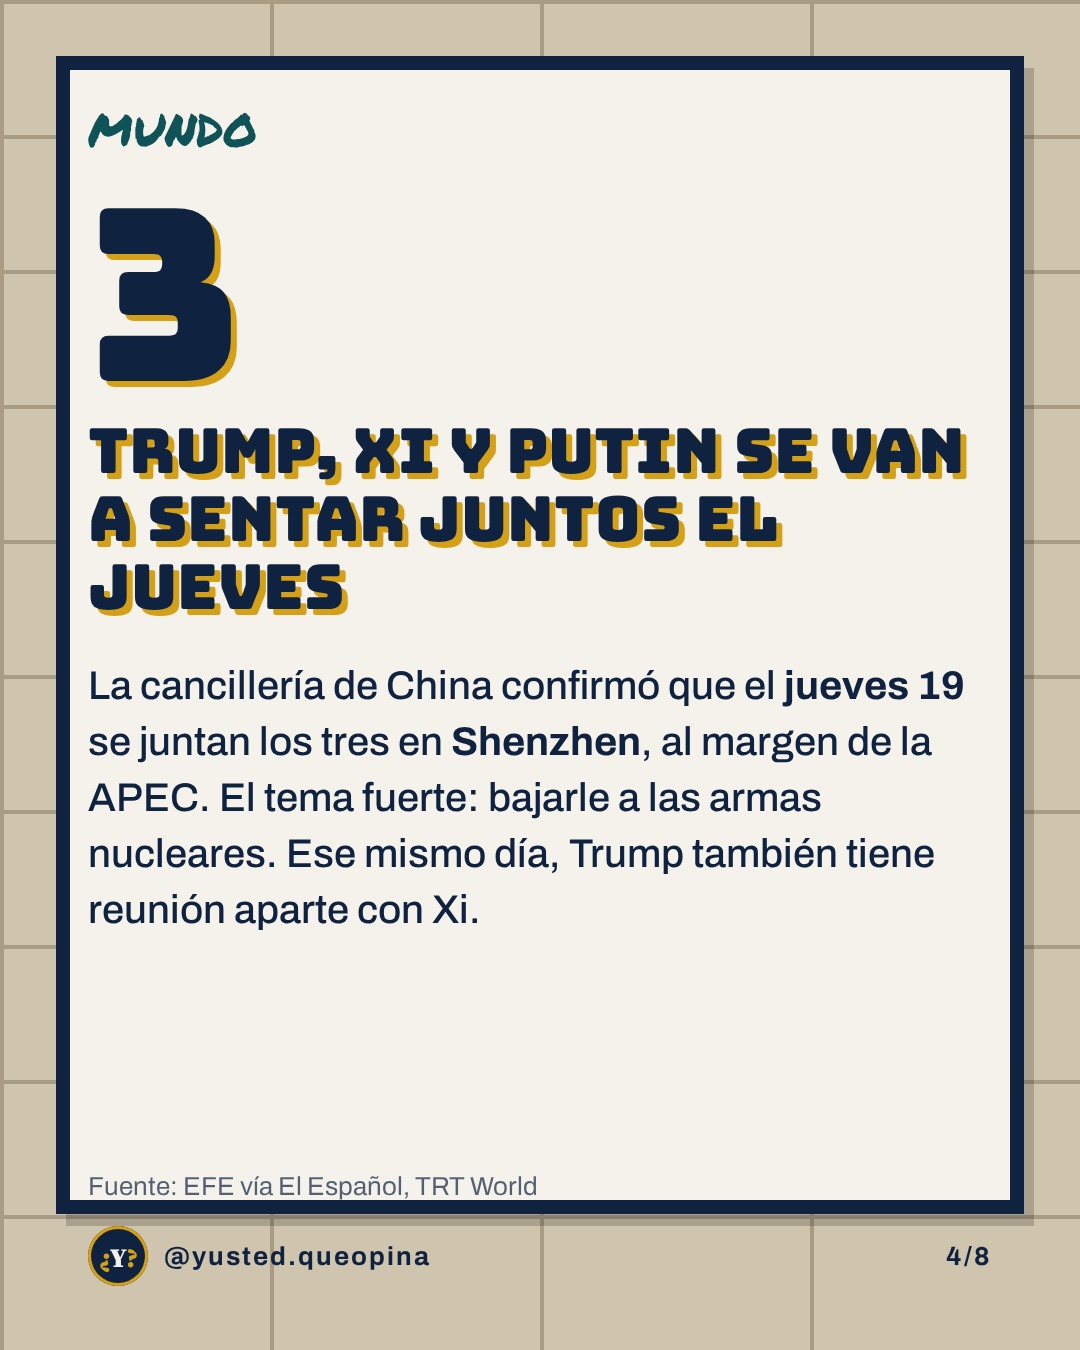 MUNDO
3
TRUMP, XI Y PUTIN SE VAN
A SENTAR JUNTOS EL
JUEVES
La cancillería de China confirmó que el jueves 19
se juntan los tres en Shenzhen, al margen de la
APEC. El tema fuerte: bajarle a las armas
nucleares. Ese mismo día, Trump también tiene
reunión aparte con Xi.
Fuente: EFE vía El Español, TRT World
¿Y?
@yusted.queopina
4/8